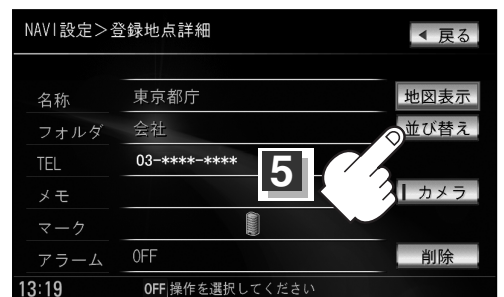 NAVI設定＞登録地点詳細
◀ 戻る
名称 東京都庁 地図表示
フォルダ 会社 並び替え
TEL 03-****-****
5
メモ カメラ
マーク
アラーム OFF 削除
13:19 OFF 操作を選択してください